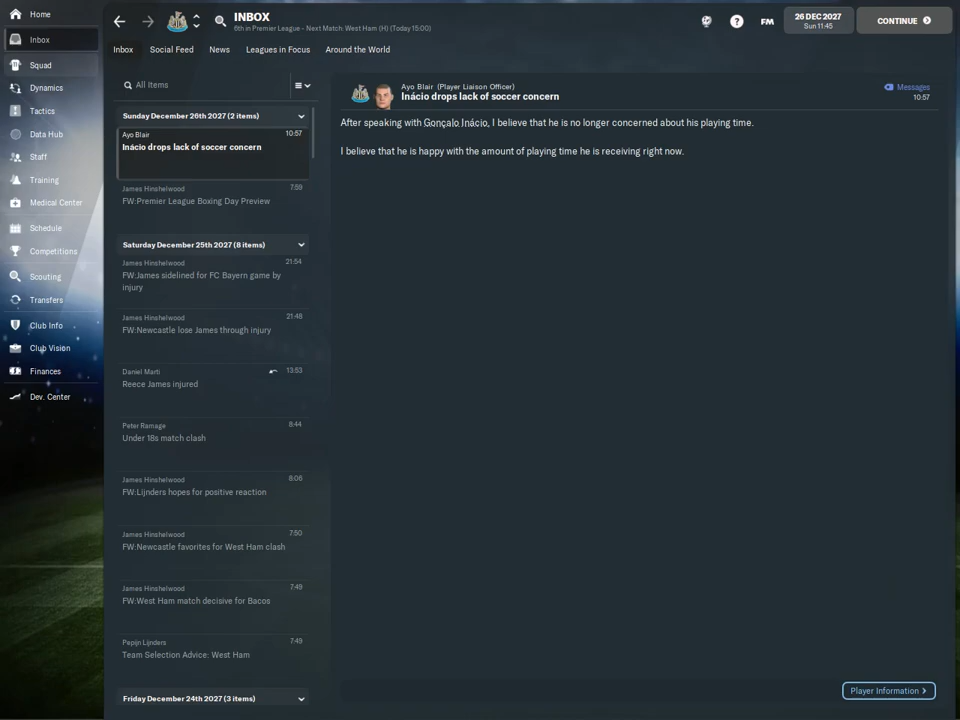 Home
Inbox
Squad
Dynamics
Tactics
Data Hub
Staff
Training
Medical Center
Schedule
Competitions
Scouting
Transfers
Club Info
Club Vision
Finances
Dev. Center
INBOX
6th in Premier League - Next Match: West Ham (H) (Today 15:00)
?
FM
26 DEC 2027
Sun 11:45
CONTINUE
Inbox
Social Feed
News
Leagues in Focus
Around the World
All Items
Sunday December 26th 2027 (2 items)
Ayo Blair 10:57
Inácio drops lack of soccer concern
James Hinshelwood 7:59
FW:Premier League Boxing Day Preview
Saturday December 25th 2027 (8 items)
James Hinshelwood 21:54
FW:James sidelined for FC Bayern game by
injury
James Hinshelwood 21:48
FW:Newcastle lose James through injury
Daniel Marti 13:53
Reece James injured
Peter Ramage 8:44
Under 18s match clash
James Hinshelwood 8:06
FW:Lijnders hopes for positive reaction
James Hinshelwood 7:50
FW:Newcastle favorites for West Ham clash
James Hinshelwood 7:49
FW:West Ham match decisive for Bacos
Pepijn Lijnders 7:49
Team Selection Advice: West Ham
Friday December 24th 2027 (3 items)
Ayo Blair (Player Liaison Officer)
Inácio drops lack of soccer concern
Messages
10:57
After speaking with Gonçalo Inácio, I believe that he is no longer concerned about his playing time.
I believe that he is happy with the amount of playing time he is receiving right now.
Player Information